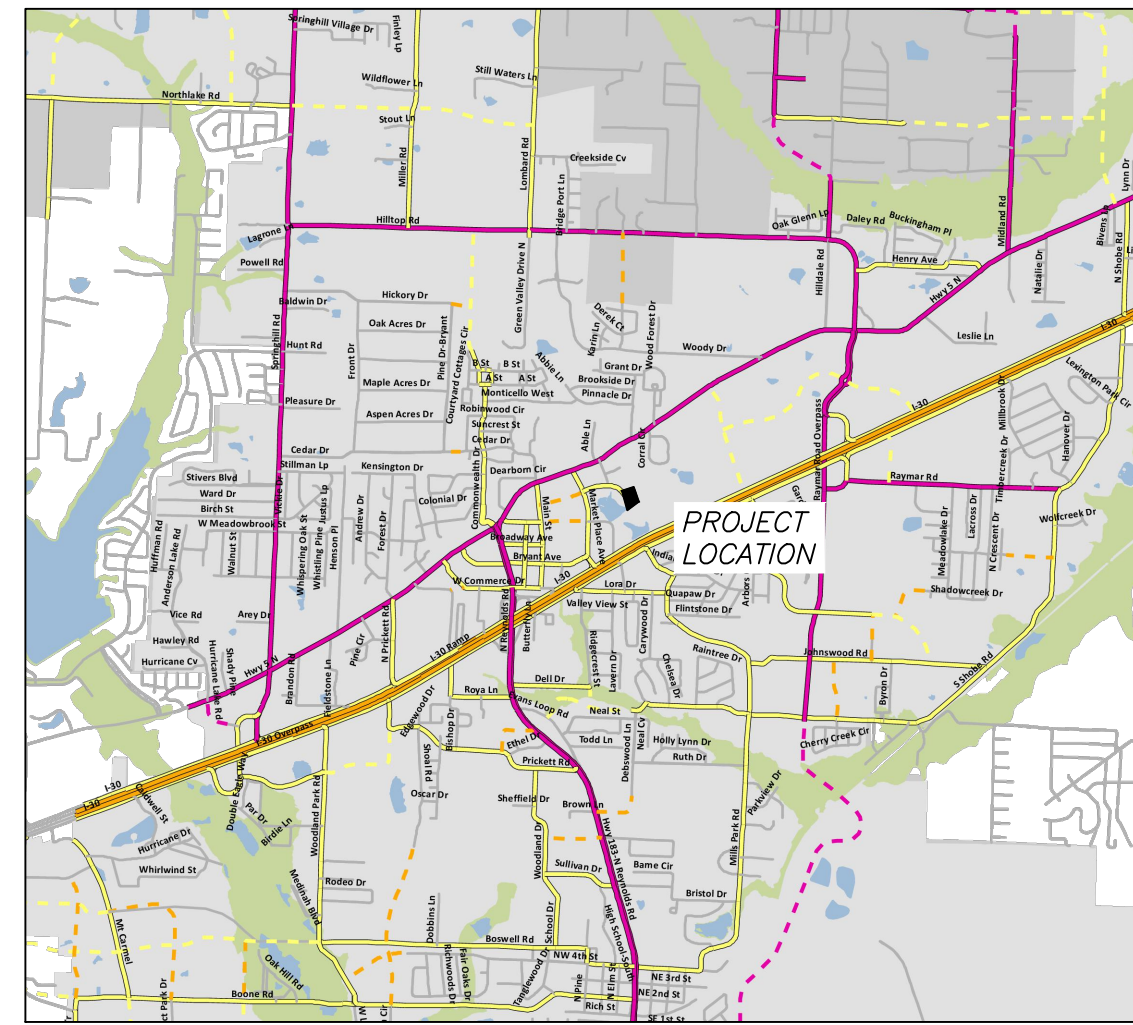 Springhill Village Dr
Finley Lp
Wildflower Ln
Still Waters Ln
Northlake Rd
Stout Ln
Miller Rd
Lombard Rd
Creekside Cv
Bridge Port Ln
Lynn Dr
Hilltop Rd
Oak Glenn Lp
Daley Rd
Buckingham Pl
Midland Rd
Bivens Ln
Lagrone Ln
Powell Rd
Green Valley Drive N
Hilldale Rd
Henry Ave
Natalie Dr
N Shobe Rd
Baldwin Dr
Hickory Dr
Hwy 5 N
Oak Acres Dr
Derek Ct
Karin Ln
Wood Forest Dr
Woody Dr
Leslie Ln
I-30
Springhill Rd
Hunt Rd
Front Dr
Pine Dr-Bryant
Courtyard Cottages Cir
B St
B St
A St
A St
Abbie Ln
Grant Dr
Brookside Dr
Pinnacle Dr
Monticello West
Maple Acres Dr
Pleasure Dr
Aspen Acres Dr
Robinwood Cir
Suncrest St
Cedar Dr
Lexington Park Cir
Millbrook Dr
I-30
Hanover Dr
Cedar Dr
Stillman Lp
Kensington Dr
Dearborn Cir
Able Ln
Corral Cir
Raymar Road Overpass
Raymar Rd
Timbercreek Dr
Stivers Blvd
Ward Dr
Birch St
W Meadowbrook St
Vickie Dr
Justus Lp
Colonial Dr
Commonwealth Dr
Main St
Market Place Ave
PROJECT
LOCATION
Lacross Dr
Meadowlake Dr
N Crescent Dr
Wolfcreek Dr
Huffman Rd
Anderson Lake Rd
Walnut St
Whispering Oak St
Whistling Pine
Henson Pl
Andrew Dr
Forest Dr
Broadway Ave
Bryant Ave
W Commerce Dr
I-30
Lora Dr
Quapaw Dr
Flintstone Dr
Arbors
Shadowcreek Dr
Vice Rd
Arey Dr
Valley View St
Hawley Rd
Hurricane Cv
Hurricane Lake Rd
Shady Pine
Hwy 5 N
Brandon Rd
Fieldstone Ln
Pine Cir
N Prickett Rd
I-30 Ramp
N Reynolds Rd
Butterfly Ln
Ridgecrest St
Lavern Dr
Carywood Dr
Chelsea Dr
Raintree Dr
Johnswood Rd
S Shobe Rd
Byron Dr
Dell Dr
Roya Ln
Evans Loop Rd
Neal St
I-30 Overpass
Edgewood Dr
Bishop Dr
Ethel Dr
Todd Ln
Neal Cv
Holly Lynn Dr
Ruth Dr
Cherry Creek Cir
Prickett Rd
Debswood Ln
Shoal Rd
Oscar Dr
Sheffield Dr
Brown Ln
Parkview Dr
I-30
I-30
Caldwell St
Double Eagle Way
Par Dr
Birdie Ln
Woodland Park Rd
Hurricane Dr
Whirlwind St
Woodland Dr
Hwy 183-N Reynolds Rd
Mills Park Rd
Sullivan Dr
Bame Cir
Rodeo Dr
Bristol Dr
Medinah Blvd
Mt Carmel
Dobbins Ln
School Dr
High School South
Boswell Rd
NW 4th St
Oak Hill Rd
Richwoods Dr
Fair Oaks Dr
Tanglewood Dr
N Pine
N Elm St
NE 3rd St
NE 2nd St
Boone Rd
Rich St
SE 1st St